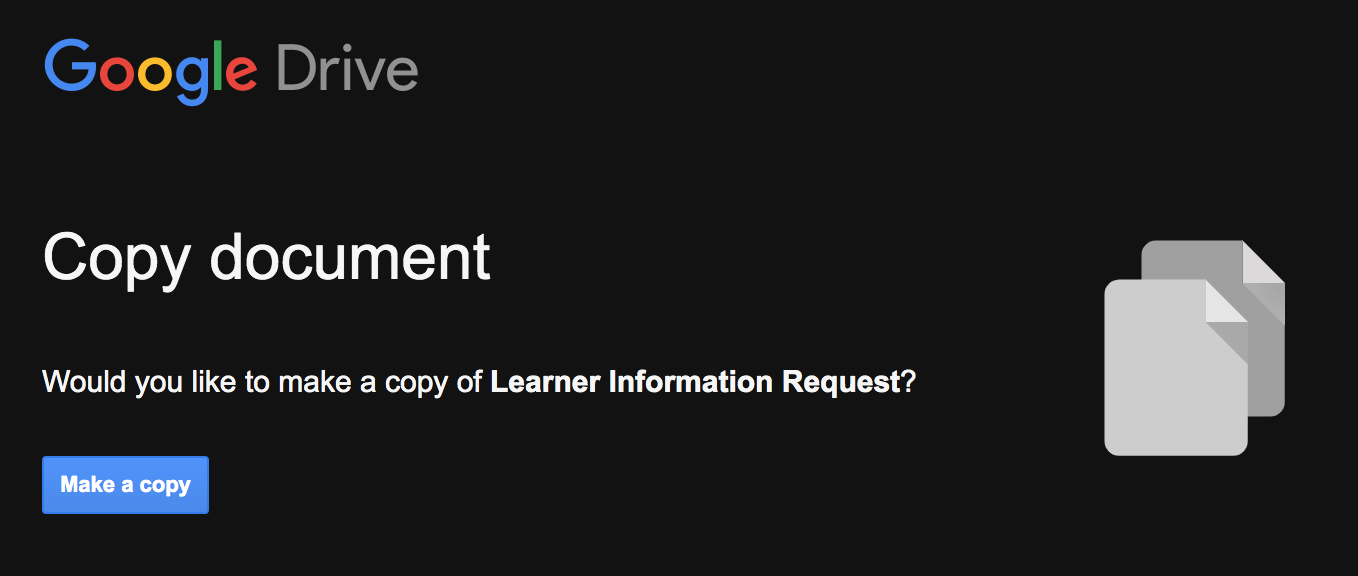 Google Drive
Copy document
Would you like to make a copy of Learner Information Request?
Make a copy